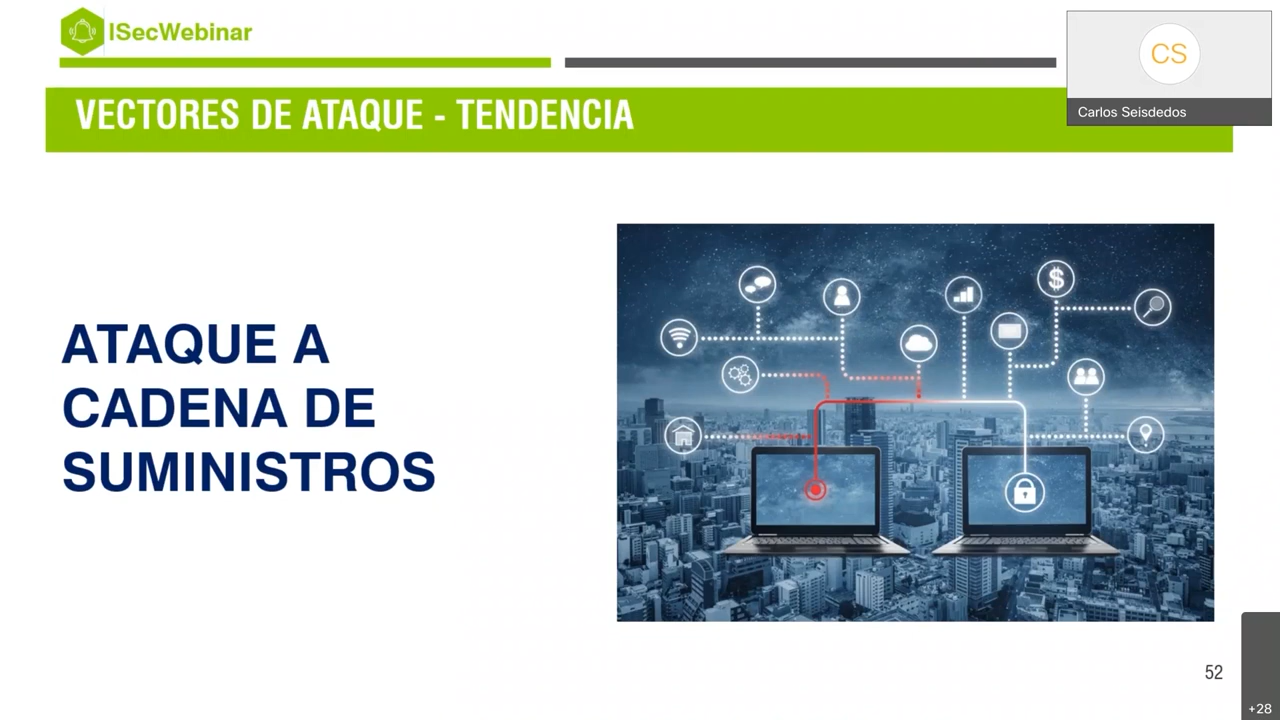 ISecWebinar
CS
Carlos Seisdedos
VECTORES DE ATAQUE - TENDENCIA
ATAQUE A
CADENA DE
SUMINISTROS
$
52
+28